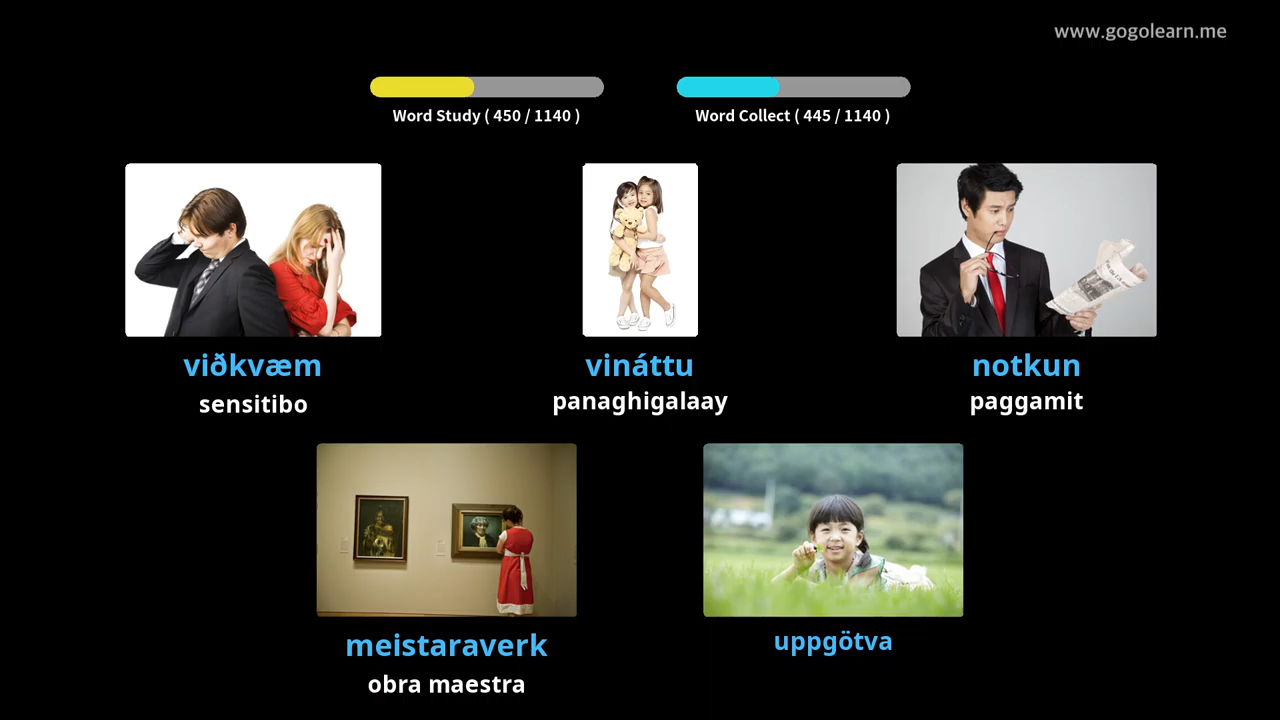 www.gogolearn.me
Word Study ( 450 / 1140 )
Word Collect ( 445 / 1140 )
viðkvæm
sensitibo
vináttu
panaghigalaay
notkun
paggamit
meistaraverk
obra maestra
uppgötva